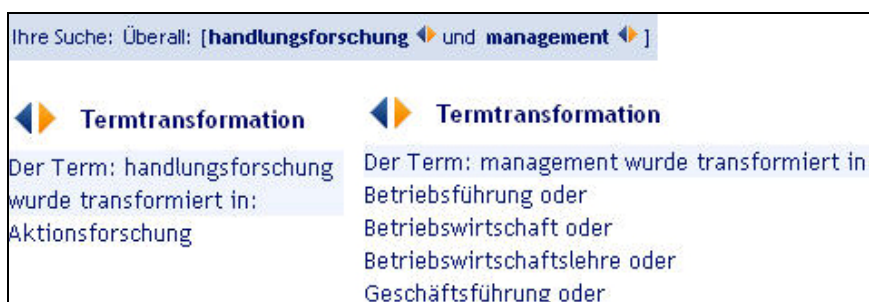 Ihre Suche: Überall: [handlungsforschung und management ]
Termtransformation
Der Term: handlungsforschung
wurde transformiert in:
Aktionsforschung
Termtransformation
Der Term: management wurde transformiert in
Betriebsführung oder
Betriebswirtschaft oder
Betriebswirtschaftslehre oder
Geschäftsführung oder